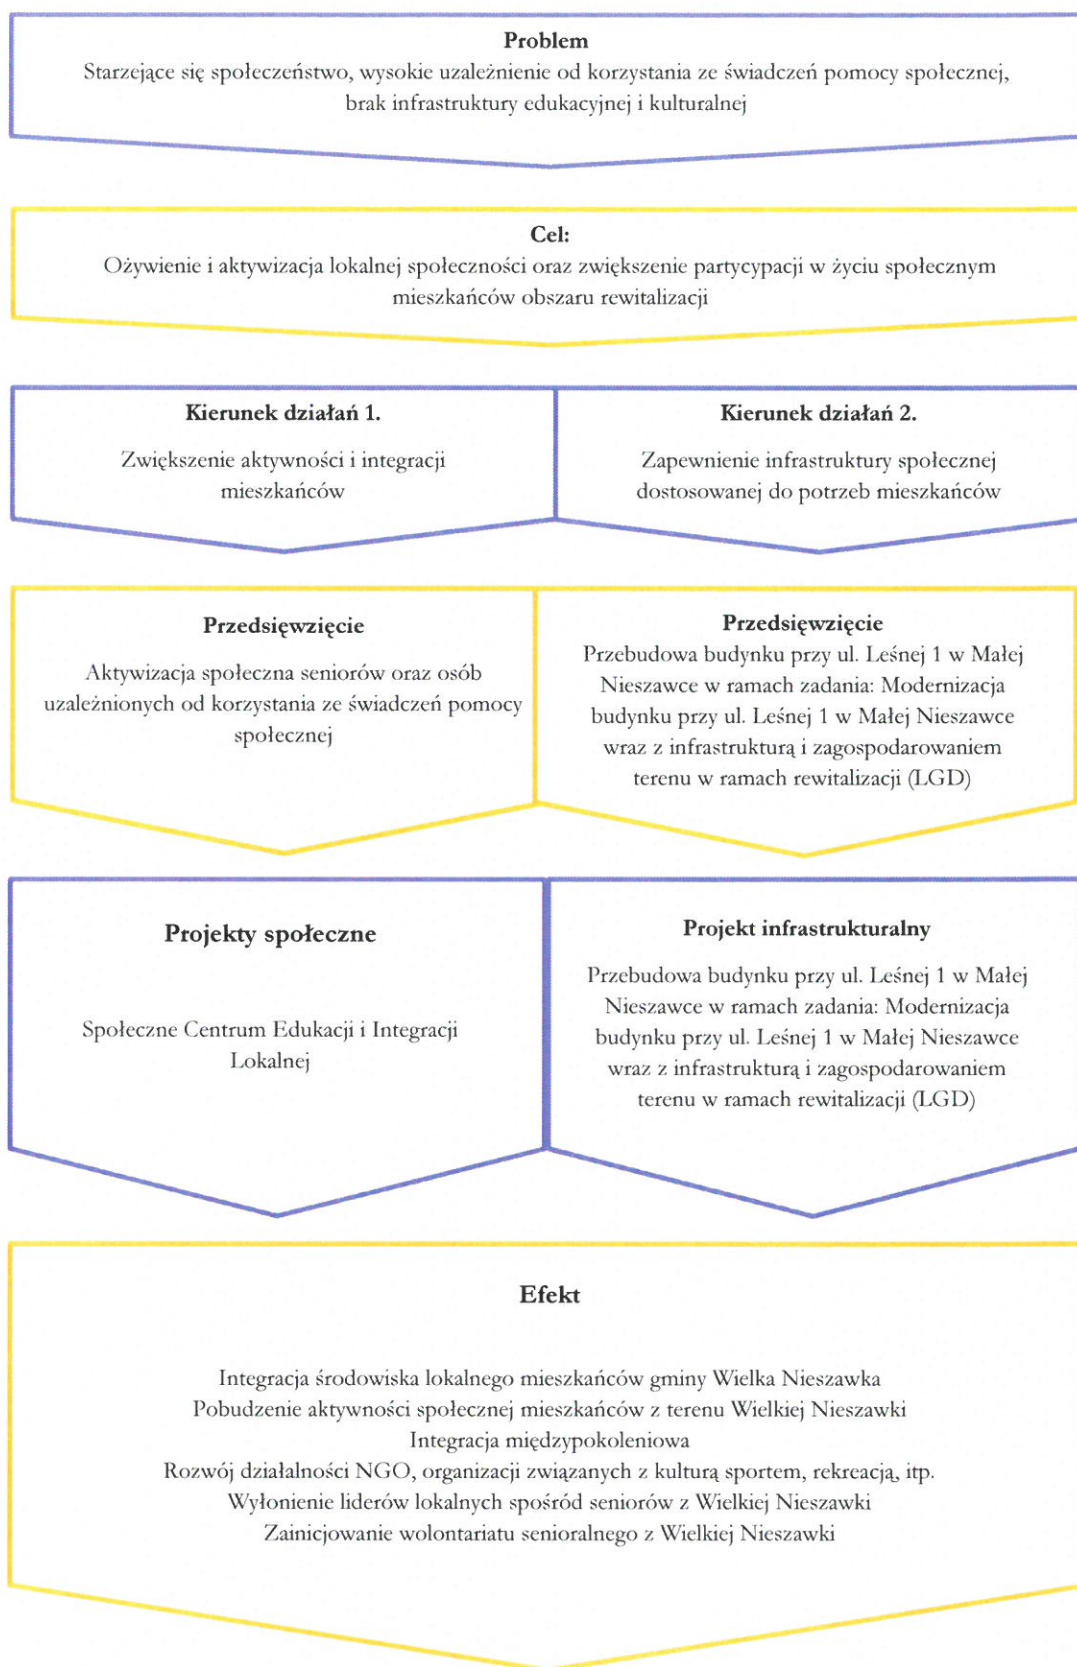 Problem
Starzejące się społeczeństwo, wysokie uzależnienie od korzystania ze świadczeń pomocy społecznej,
brak infrastruktury edukacyjnej i kulturalnej
Cel:
Ożywienie i aktywizacja lokalnej społeczności oraz zwiększenie partycypacji w życiu społecznym
mieszkańców obszaru rewitalizacji
Kierunek działań 1.
Zwiększenie aktywności i integracji
mieszkańców
Kierunek działań 2.
Zapewnienie infrastruktury społecznej
dostosowanej do potrzeb mieszkańców
Przedsięwzięcie
Aktywizacja społeczna seniorów oraz osób
uzależnionych od korzystania ze świadczeń pomocy
społecznej
Przedsięwzięcie
Przebudowa budynku przy ul. Leśnej 1 w Małej
Nieszawce w ramach zadania: Modernizacja
budynku przy ul. Leśnej 1 w Małej Nieszawce
wraz z infrastrukturą i zagospodarowaniem
terenu w ramach rewitalizacji (LGD)
Projekty społeczne
Społeczne Centrum Edukacji i Integracji
Lokalnej
Projekt infrastrukturalny
Przebudowa budynku przy ul. Leśnej 1 w Małej
Nieszawce w ramach zadania: Modernizacja
budynku przy ul. Leśnej 1 w Małej Nieszawce
wraz z infrastrukturą i zagospodarowaniem
terenu w ramach rewitalizacji (LGD)
Efekt
Integracja środowiska lokalnego mieszkańców gminy Wielka Nieszawka
Pobudzenie aktywności społecznej mieszkańców z terenu Wielkiej Nieszawki
Integracja międzypokoleniowa
Rozwój działalności NGO, organizacji związanych z kulturą sportem, rekreacją, itp.
Wyłonienie liderów lokalnych spośród seniorów z Wielkiej Nieszawki
Zainicjowanie wolontariatu senioralnego z Wielkiej Nieszawki